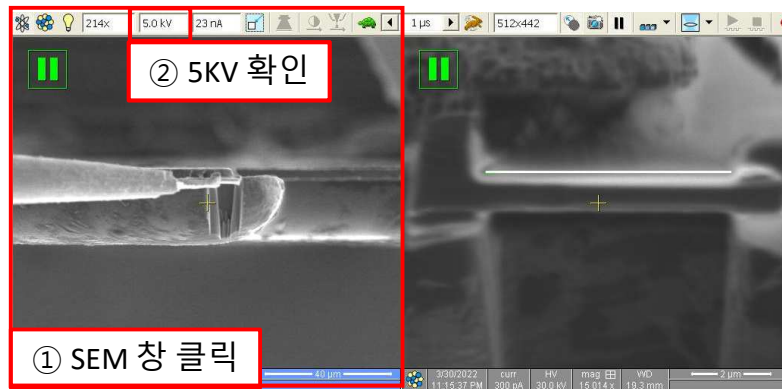 214x 5.0 kV 23 nA 1 µs 512x442
② 5KV 확인
① SEM 창 클릭
40 µm
3/30/2022 curr HV mag WD 2 µm
11:15:37 PM 300 pA 30.0 kV 15 014 x 19.3 mm